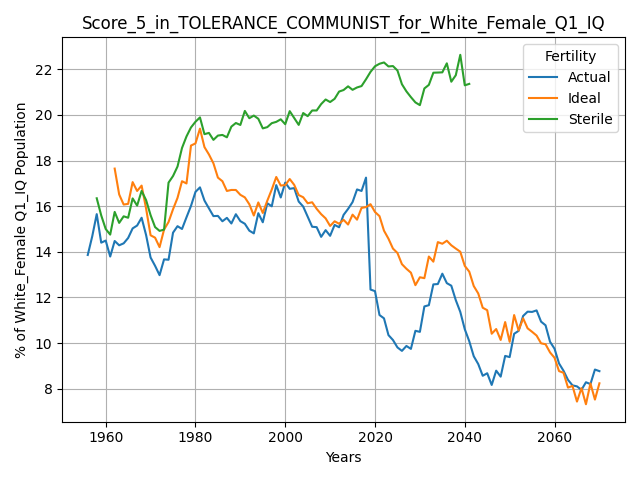 Score_5_in_TOLERANCE_COMMUNIST_for_White_Female_Q1_IQ
Fertility
Actual
Ideal
Sterile
% of White_Female Q1_IQ Population
22
20
18
16
14
12
10
8
1960
1980
2000
2020
2040
2060
Years